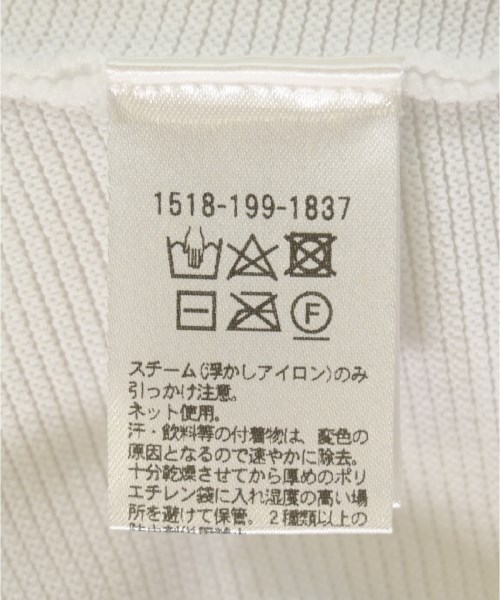 1518-199-1837
F
スチーム(浮かしアイロン)のみ
引っかけ注意。
ネット使用。
汗・飲料等の付着物は、変色の
原因となるので速やかに除去。
十分乾燥させてから厚めのポリ
エチレン袋に入れ湿度の高い場
所を避けて保管。2種類以上の